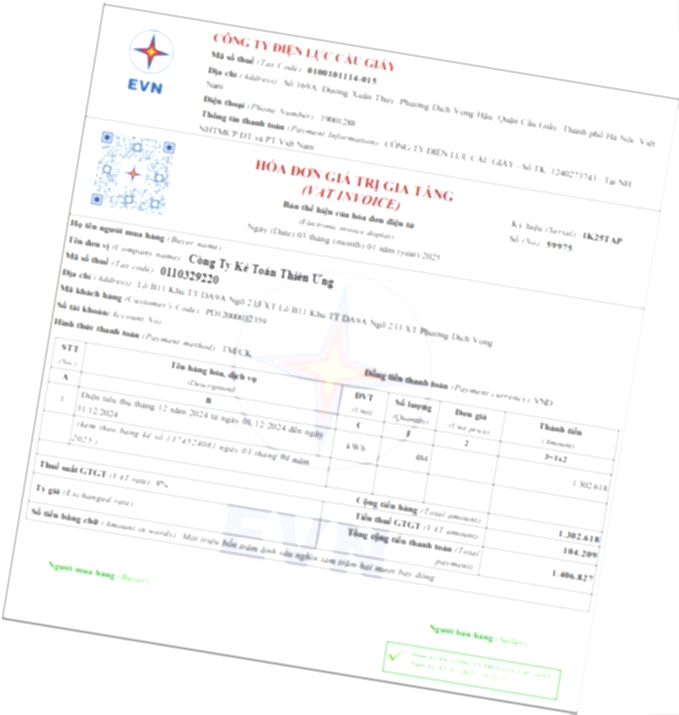 CÔNG TY ĐIỆN LỰC CẦU GIẤY
Mã số thuế (Tax Code): 0100101114-015
Địa chỉ (Address): Số 169A, Đường Xuân Thủy, Phường Dịch Vọng Hậu, Quận Cầu Giấy, Thành phố Hà Nội, Việt
Nam
Điện thoại (Phone Number): 19001288
Thông tin thanh toán (Payment Information): CÔNG TY ĐIỆN LỰC CẦU GIẤY - Số TK: 1240273741 - Tại NH
NHTMCP ĐT và PT Việt Nam
EVN
HÓA ĐƠN GIÁ TRỊ GIA TĂNG
(VAT INVOICE)
Bản thể hiện của hóa đơn điện tử
(Electronic invoice display)
Ngày (Date) 03 tháng (month) 01 năm (year) 2025
Ký hiệu (Serial): 1K25TAP
Số (No): 59975
Họ tên người mua hàng (Buyer name)
Tên đơn vị (Company name): Công Ty Kế Toán Thiên Ưng
Mã số thuế (Tax code): 0110329220
Địa chỉ (Address): Lô B11 Khu TT DA9A Ngõ 233 XT Lô B11 Khu TT DA9A Ngõ 233 XT Phường Dịch Vọng
Mã khách hàng (Customer's Code): PD12000032359
Số tài khoản (Account No):
Hình thức thanh toán (Payment method): TM/CK
Đồng tiền thanh toán (Payment currency): VND
STT (No.) Tên hàng hóa, dịch vụ (Description) ĐVT (Unit) Số lượng (Quantity) Đơn giá (Unit price) Thành tiền (Amount)
A B C 1 2 3=1x2
1 Điện tiêu thụ tháng 12 năm 2024 từ ngày 01/12/2024 đến ngày
31/12/2024
(kèm theo bảng kê số 1374524081 ngày 03 tháng 01 năm
2025) kWh 484 1.302.618
Cộng tiền hàng (Total amount): 1.302.618
Thuế suất GTGT (VAT rate): 8% Tiền thuế GTGT (VAT amount): 104.209
Tỷ giá (Exchanged rate): Tổng cộng tiền thanh toán (Total
payment): 1.406.827
Số tiền bằng chữ (Amount in words): Một triệu bốn trăm linh sáu nghìn tám trăm hai mươi bảy đồng
EVN
Người mua hàng (Buyer)
Người bán hàng (Seller)